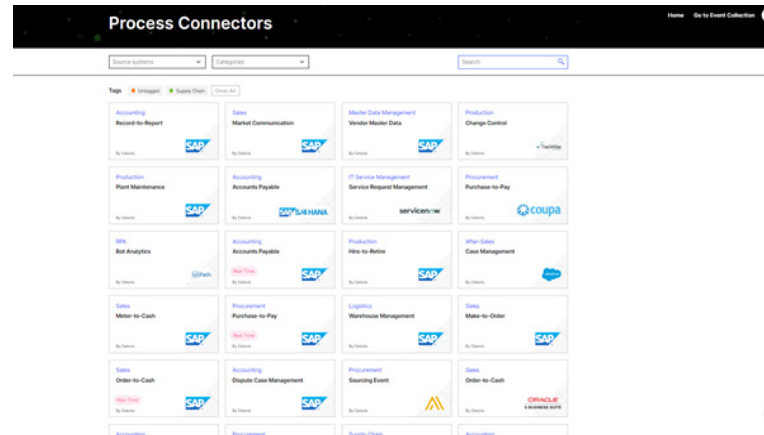 Process Connectors
Home Go to Event Collection
Source systems
Categories
Search
Tags Untagged Supply Chain Clear All
Accounting
Record-to-Report
SAP
By Celonis
Sales
Market Communication
SAP
By Celonis
Master Data Management
Vendor Master Data
SAP
By Celonis
Production
Change Control
TrackWise
By Celonis
Production
Plant Maintenance
SAP
By Celonis
Accounting
Accounts Payable
SAP S/4 HANA
By Celonis
IT Service Management
Service Request Management
servicenow
By Celonis
Procurement
Purchase-to-Pay
coupa
By Celonis
RPA
Bot Analytics
UiPath
By Celonis
Accounting
Accounts Payable
Real Time
SAP
By Celonis
Production
Hire-to-Retire
SAP
By Celonis
After-Sales
Case Management
salesforce
By Celonis
Sales
Meter-to-Cash
SAP
By Celonis
Procurement
Purchase-to-Pay
Real Time
SAP
By Celonis
Logistics
Warehouse Management
SAP
By Celonis
Sales
Make-to-Order
SAP
By Celonis
Sales
Order-to-Cash
Real Time
SAP
By Celonis
Accounting
Dispute Case Management
SAP
By Celonis
Procurement
Sourcing Event
By Celonis
Sales
Order-to-Cash
ORACLE
E-BUSINESS SUITE
By Celonis
Accounting
Procurement
Supply Chain
Accounting